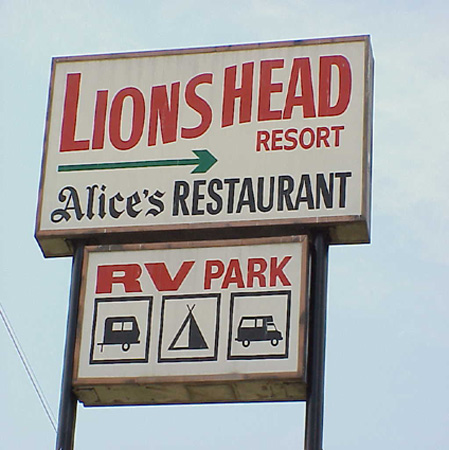 LIONS HEAD
RESORT
Alice's RESTAURANT
RV PARK